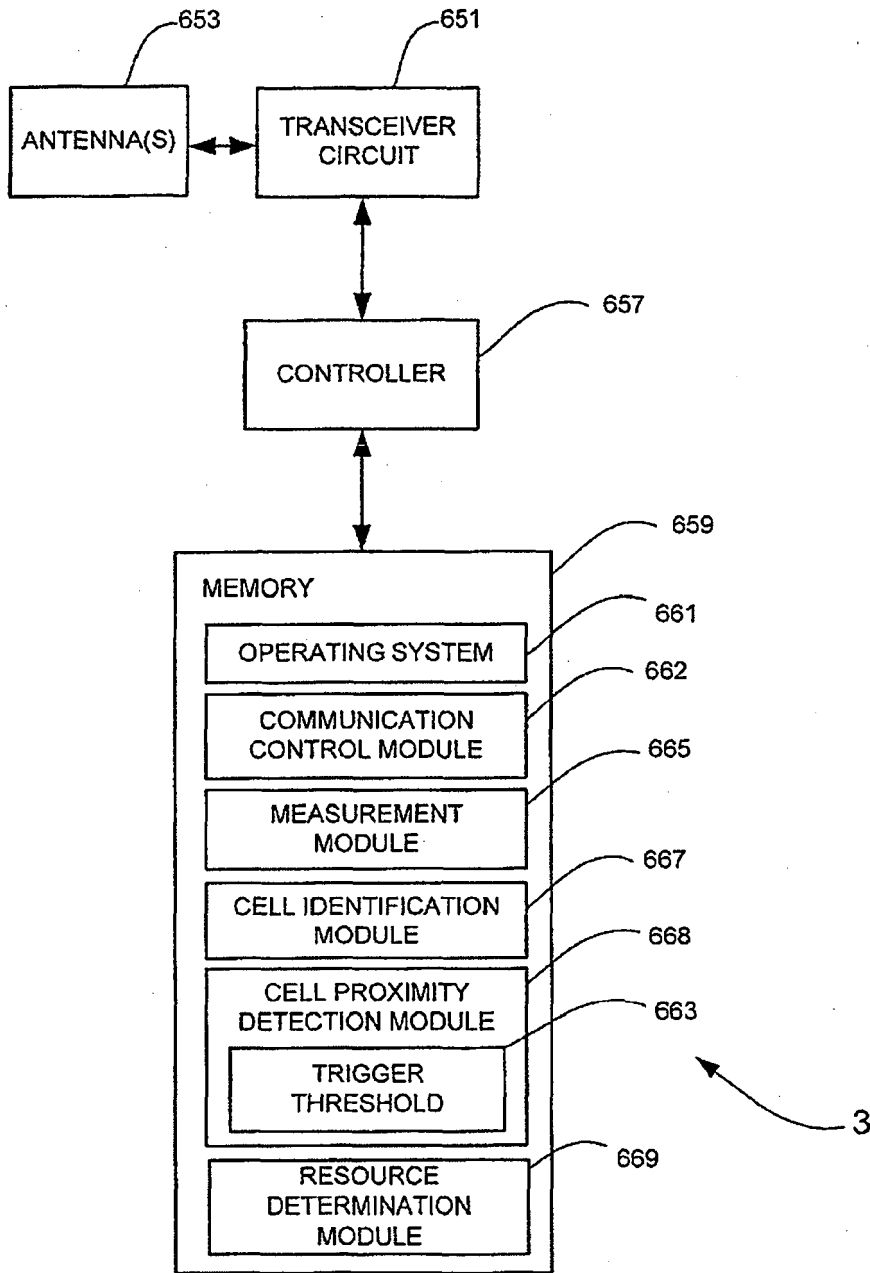 653
651
ANTENNA(S)
TRANSCEIVER
CIRCUIT
657
CONTROLLER
659
MEMORY
661
OPERATING SYSTEM
662
COMMUNICATION
CONTROL MODULE
665
MEASUREMENT
MODULE
667
CELL IDENTIFICATION
MODULE
668
CELL PROXIMITY
DETECTION MODULE
663
TRIGGER
THRESHOLD
3
669
RESOURCE
DETERMINATION
MODULE